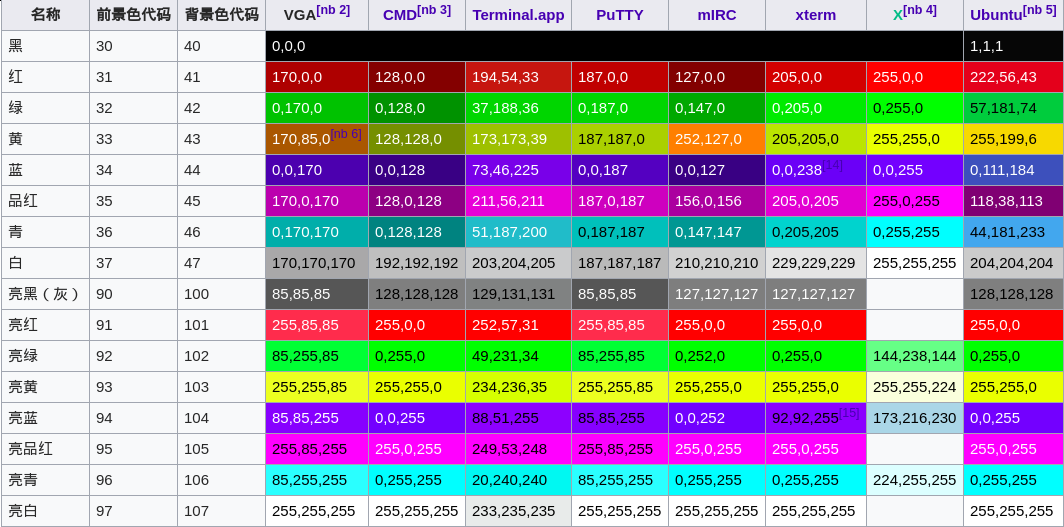 名称 前景色代码 背景色代码 VGA[nb 2] CMD[nb 3] Terminal.app PuTTY mIRC xterm X[nb 4] Ubuntu[nb 5]
黑 30 40 0,0,0 1,1,1
红 31 41 170,0,0 128,0,0 194,54,33 187,0,0 127,0,0 205,0,0 255,0,0 222,56,43
绿 32 42 0,170,0 0,128,0 37,188,36 0,187,0 0,147,0 0,205,0 0,255,0 57,181,74
黄 33 43 170,85,0[nb 6] 128,128,0 173,173,39 187,187,0 252,127,0 205,205,0 255,255,0 255,199,6
蓝 34 44 0,0,170 0,0,128 73,46,225 0,0,187 0,0,127 0,0,238[14] 0,0,255 0,111,184
品红 35 45 170,0,170 128,0,128 211,56,211 187,0,187 156,0,156 205,0,205 255,0,255 118,38,113
青 36 46 0,170,170 0,128,128 51,187,200 0,187,187 0,147,147 0,205,205 0,255,255 44,181,233
白 37 47 170,170,170 192,192,192 203,204,205 187,187,187 210,210,210 229,229,229 255,255,255 204,204,204
亮黑（灰） 90 100 85,85,85 128,128,128 129,131,131 85,85,85 127,127,127 127,127,127 128,128,128
亮红 91 101 255,85,85 255,0,0 252,57,31 255,85,85 255,0,0 255,0,0 255,0,0
亮绿 92 102 85,255,85 0,255,0 49,231,34 85,255,85 0,252,0 0,255,0 144,238,144 0,255,0
亮黄 93 103 255,255,85 255,255,0 234,236,35 255,255,85 255,255,0 255,255,0 255,255,224 255,255,0
亮蓝 94 104 85,85,255 0,0,255 88,51,255 85,85,255 0,0,252 92,92,255[15] 173,216,230 0,0,255
亮品红 95 105 255,85,255 255,0,255 249,53,248 255,85,255 255,0,255 255,0,255 255,0,255
亮青 96 106 85,255,255 0,255,255 20,240,240 85,255,255 0,255,255 0,255,255 224,255,255 0,255,255
亮白 97 107 255,255,255 255,255,255 233,235,235 255,255,255 255,255,255 255,255,255 255,255,255